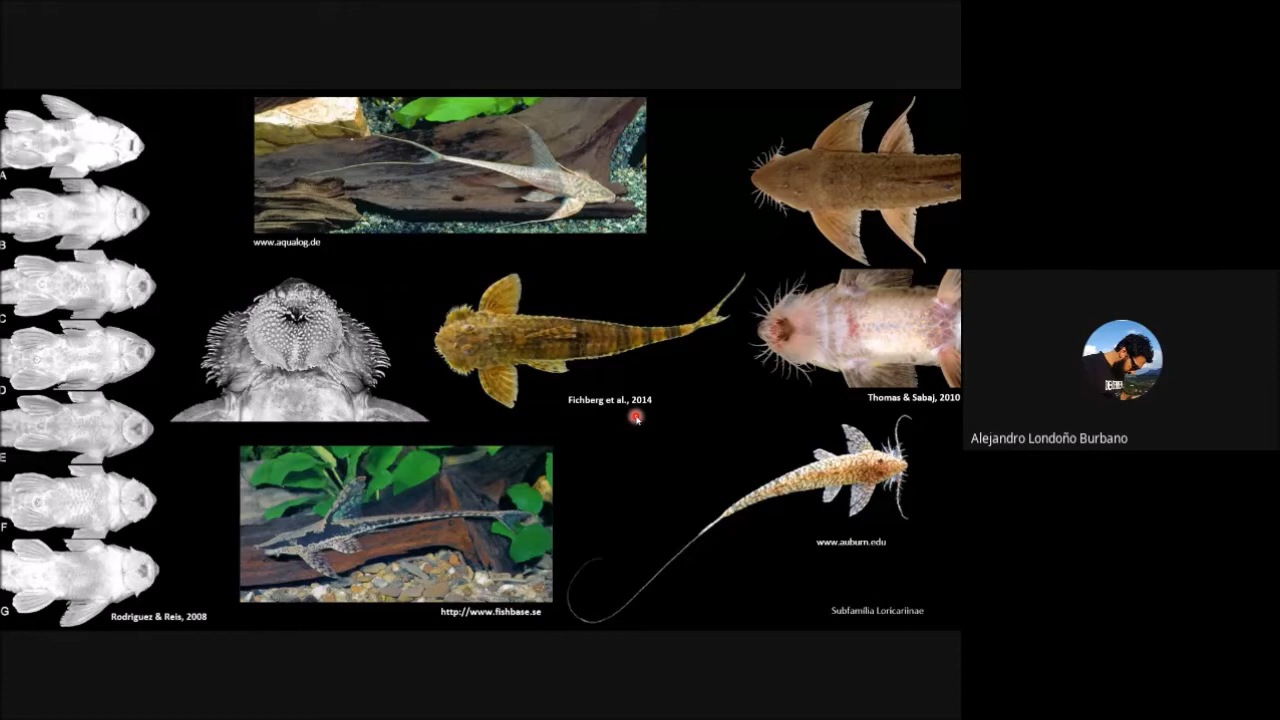 A
B
C
D
E
F
G
Rodriguez & Reis, 2008
www.aqualog.de
Fichberg et al., 2014
http://www.fishbase.se
Thomas & Sabaj, 2010
www.auburn.edu
Subfamília Loricariinae
Alejandro Londoño Burbano